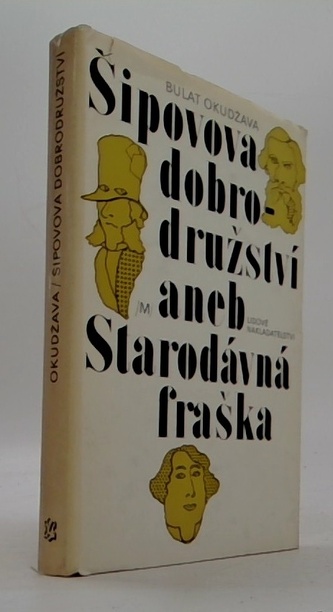 BULAT OKUDŽAVA
Šipovova
dobro-
družství
/M/ aneb
LIDOVÉ
NAKLADATELSTVÍ
Starodávná
fraška
OKUDŽAVA / ŠIPOVOVA DOBRODRUŽSTVÍ